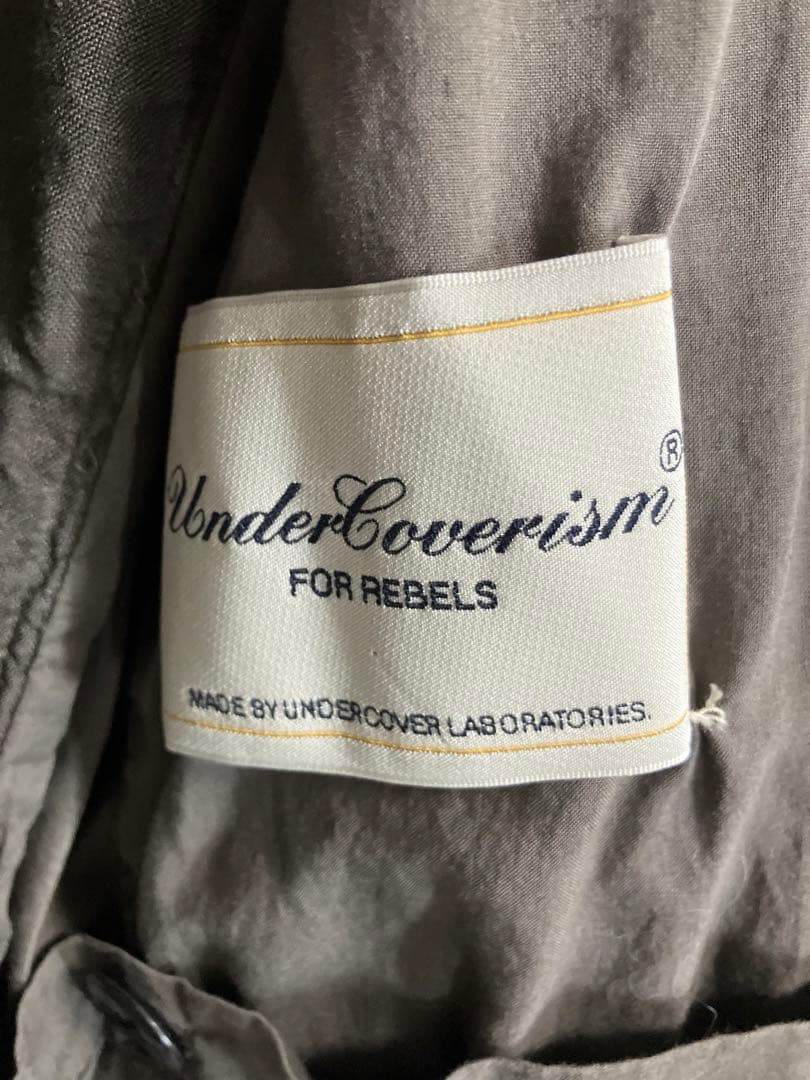 UnderCoverism®
FOR REBELS
MADE BY UNDERCOVER LABORATORIES.